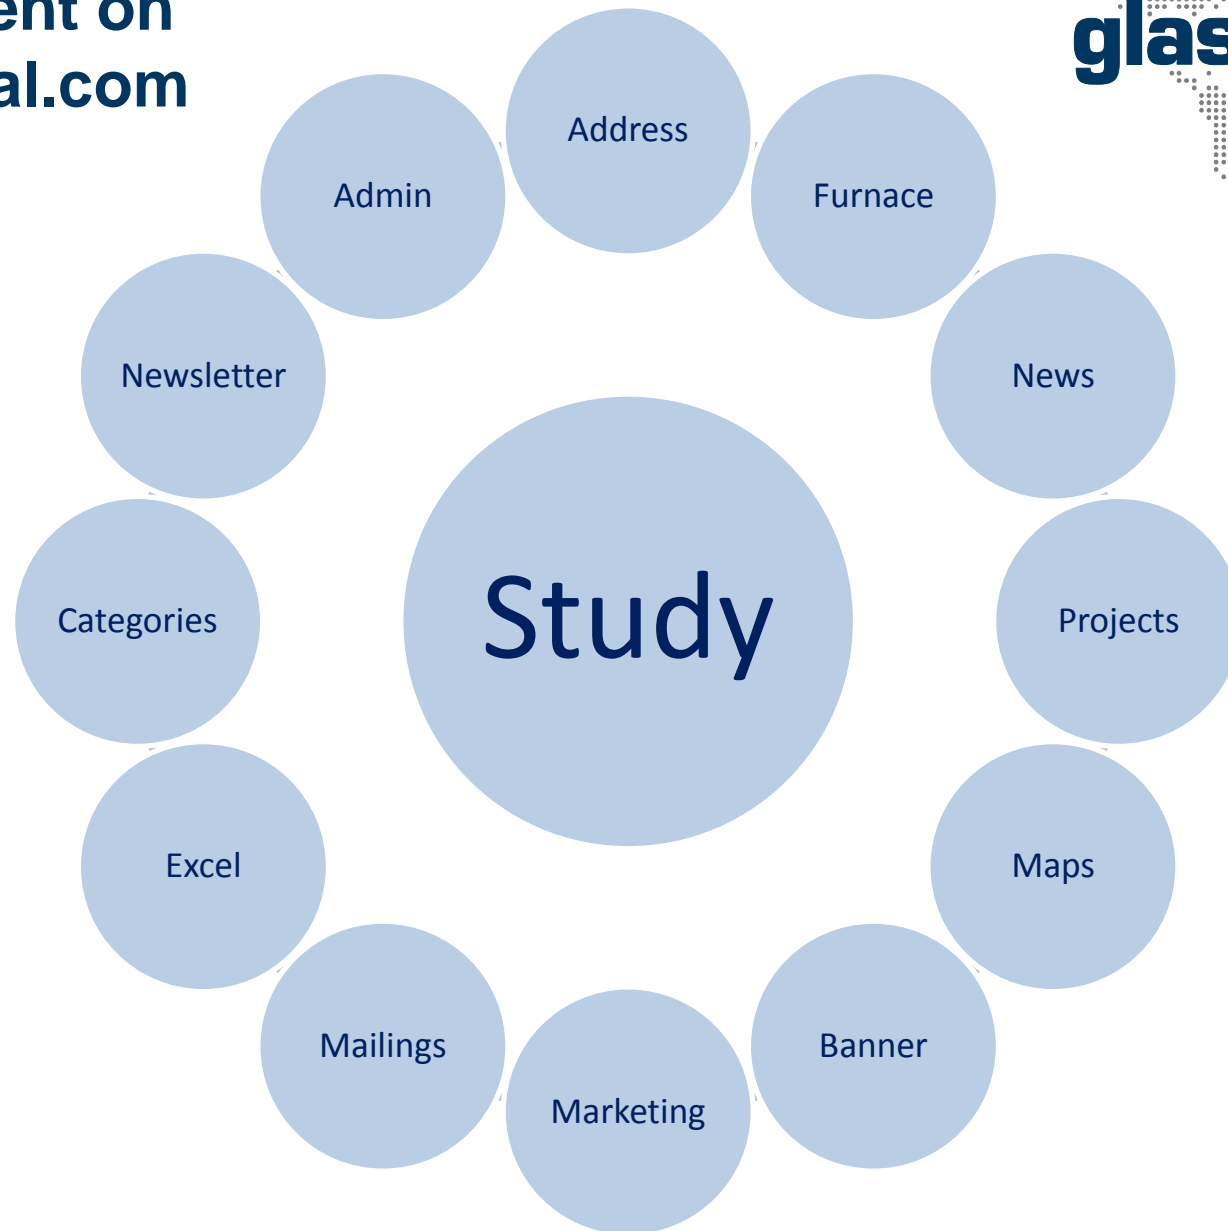 ent on
al.com
glas
Address
Admin
Furnace
Newsletter
News
Study
Categories
Projects
Excel
Maps
Mailings
Banner
Marketing